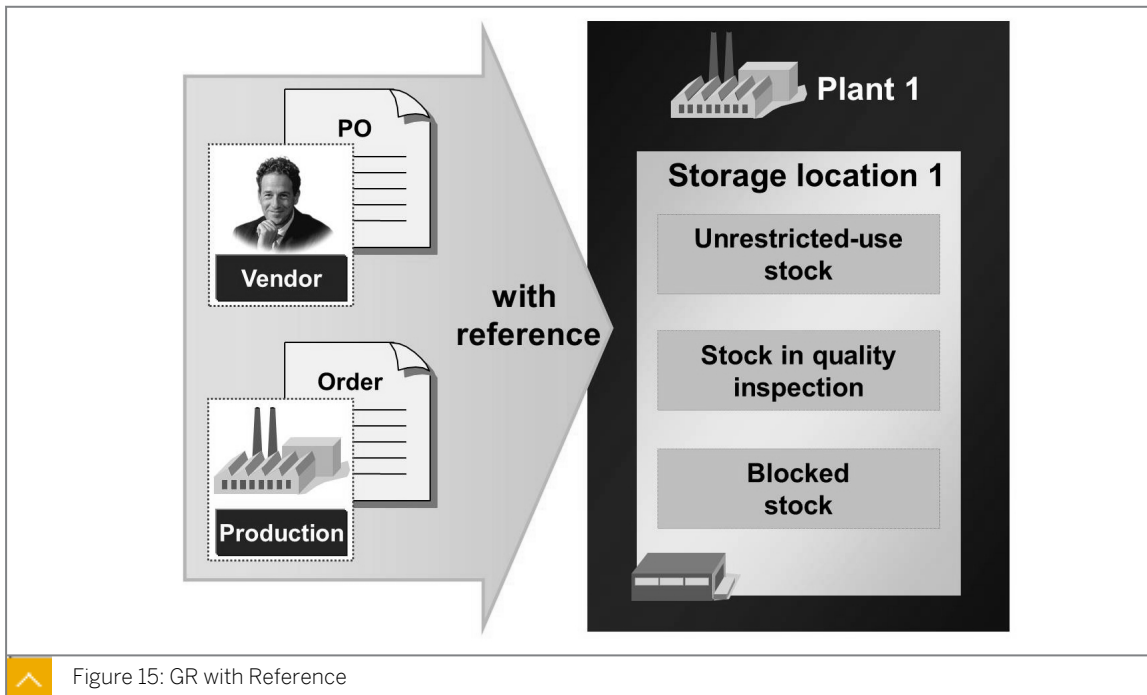 PO
Vendor
Order
Production
with
reference
Plant 1
Storage location 1
Unrestricted-use
stock
Stock in quality
inspection
Blocked
stock
Figure 15: GR with Reference